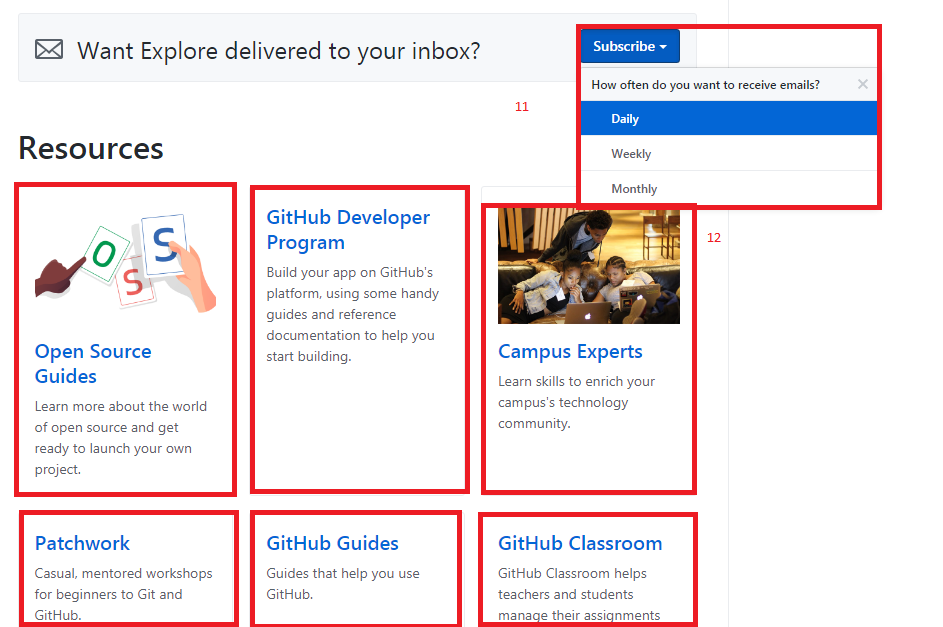 Want Explore delivered to your inbox?
Subscribe
How often do you want to receive emails?
Daily
Weekly
Monthly
11
12
Resources
O
S
S
Open Source
Guides
Learn more about the world
of open source and get
ready to launch your own
project.
GitHub Developer
Program
Build your app on GitHub's
platform, using some handy
guides and reference
documentation to help you
start building.
Campus Experts
Learn skills to enrich your
campus's technology
community.
Patchwork
Casual, mentored workshops
for beginners to Git and
GitHub.
GitHub Guides
Guides that help you use
GitHub.
GitHub Classroom
GitHub Classroom helps
teachers and students
manage their assignments